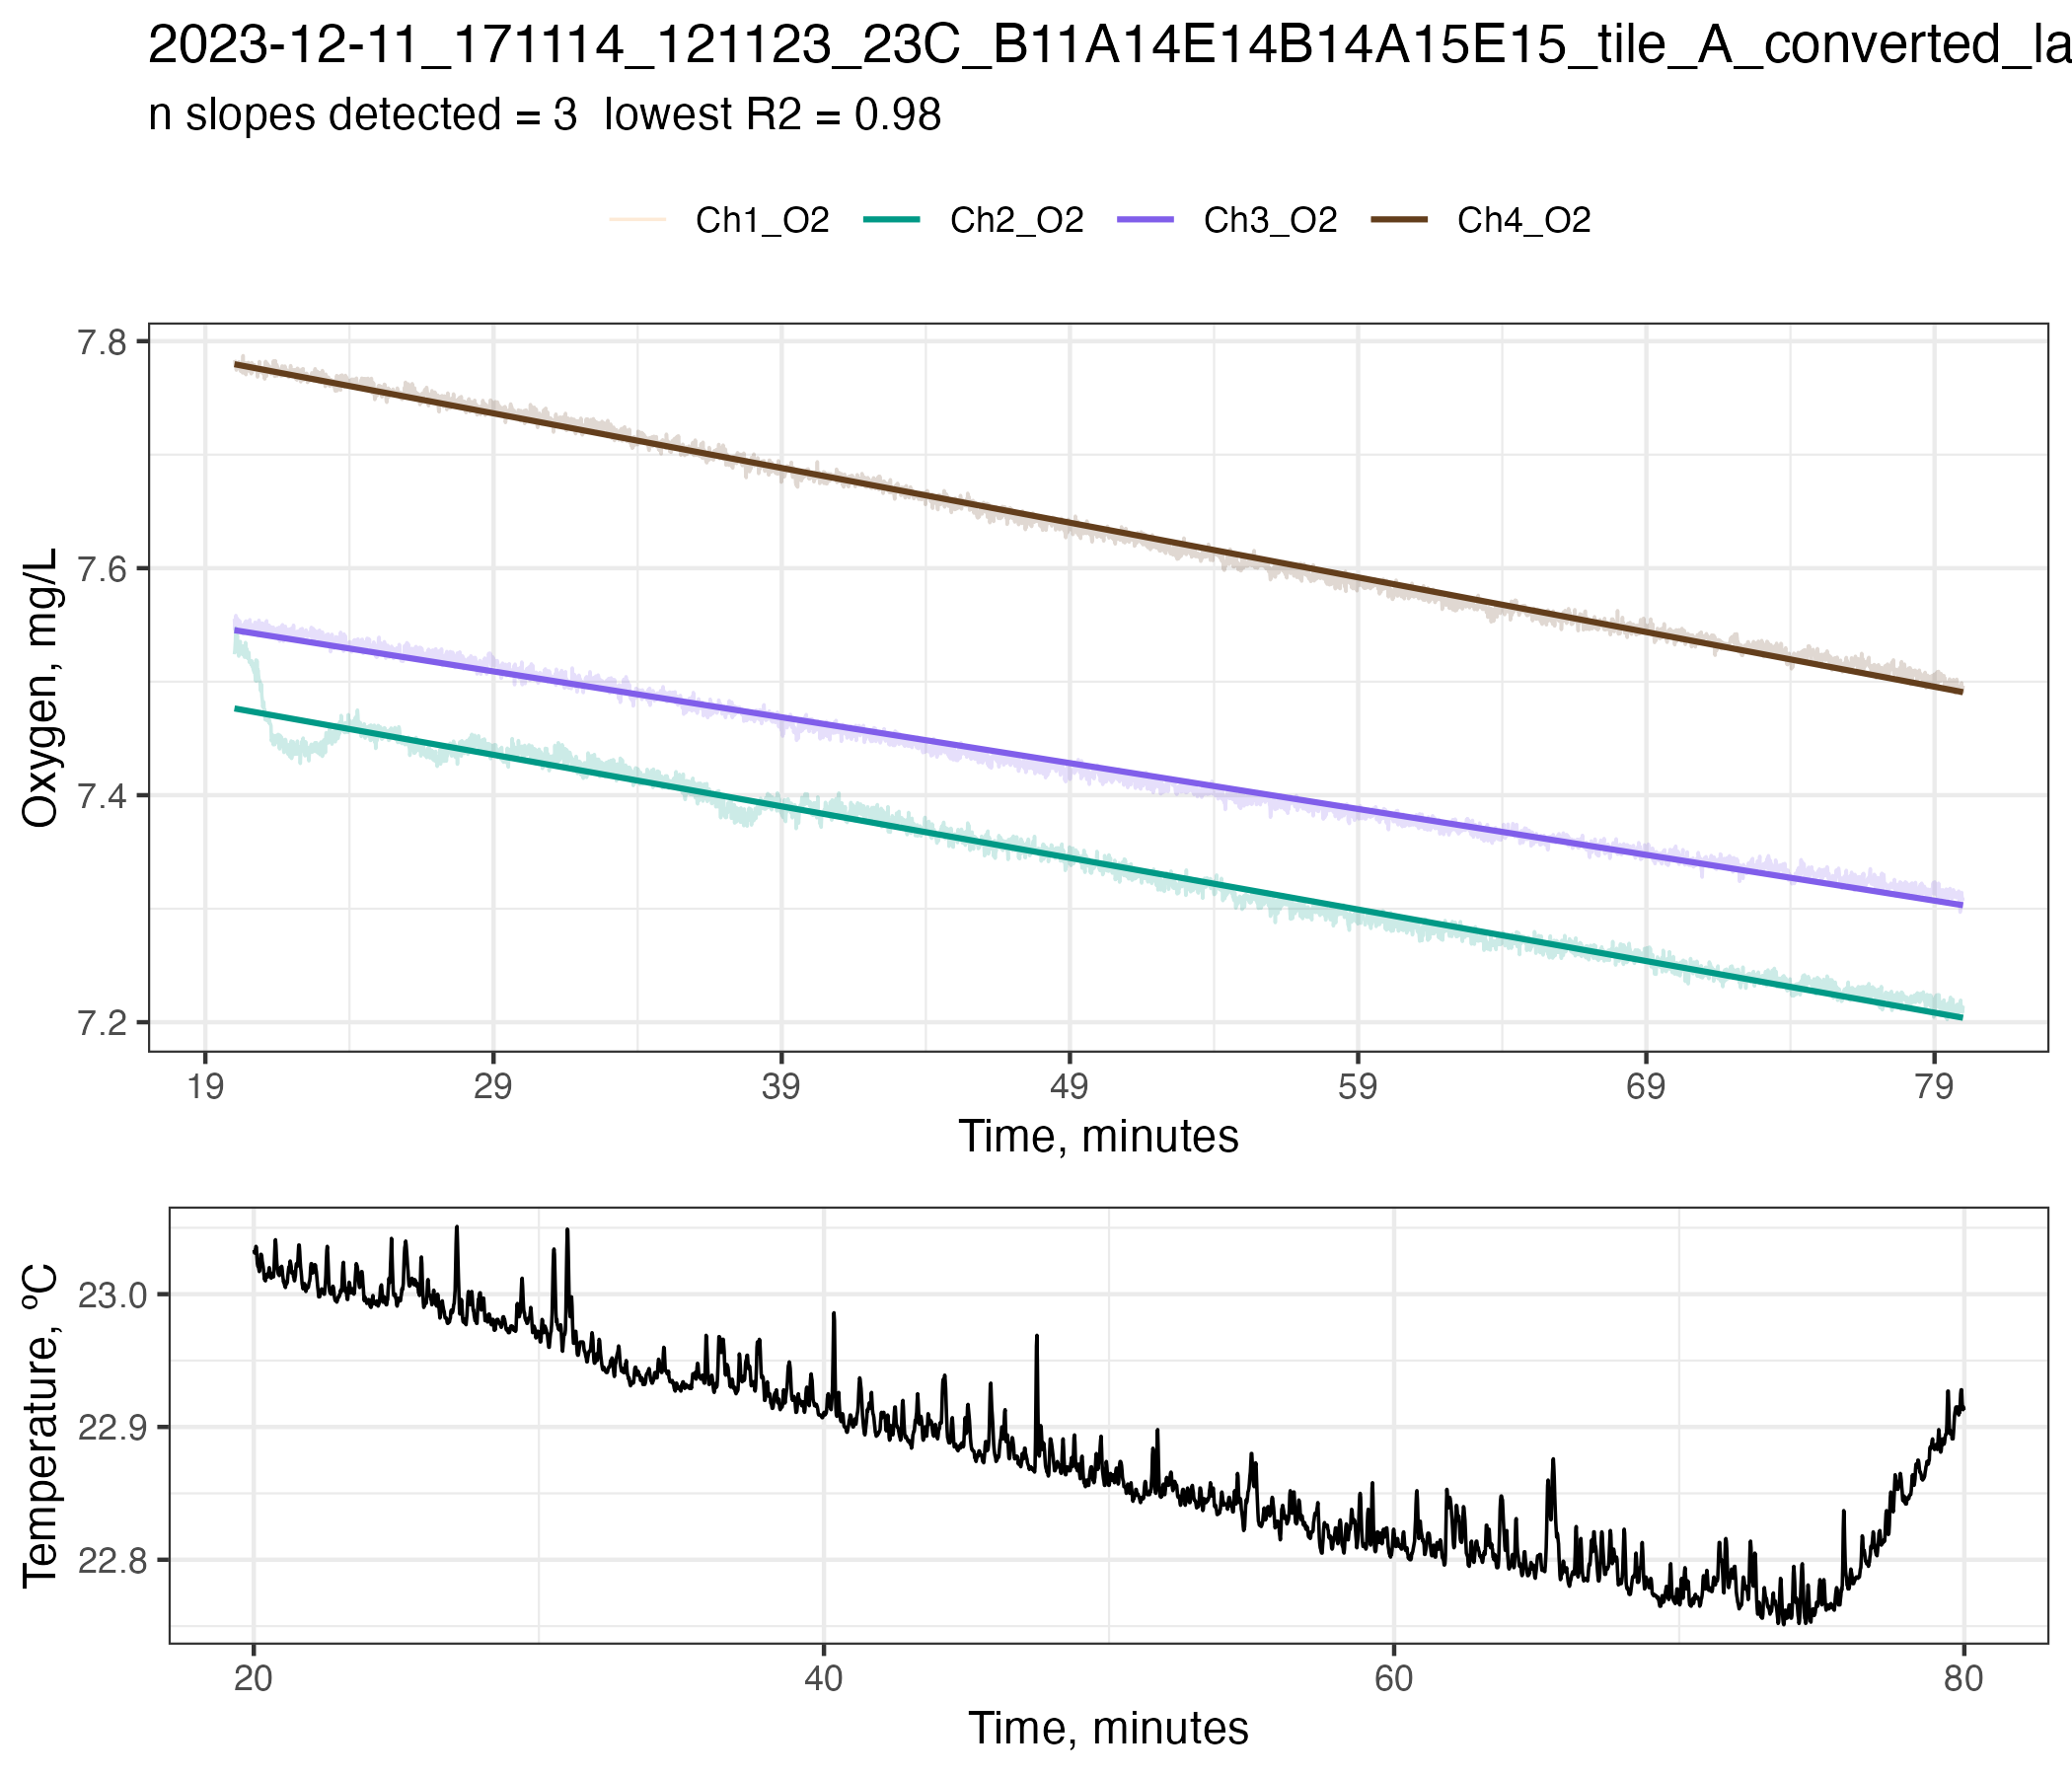 2023-12-11_171114_121123_23C_B11A14E14B14A15E15_tile_A_converted_la
n slopes detected = 3  lowest R2 = 0.98
Ch1_O2 Ch2_O2 Ch3_O2 Ch4_O2
Oxygen, mg/L
7.8
7.6
7.4
7.2
19 29 39 49 59 69 79
Time, minutes
Temperature, ºC
23.0
22.9
22.8
20 40 60 80
Time, minutes